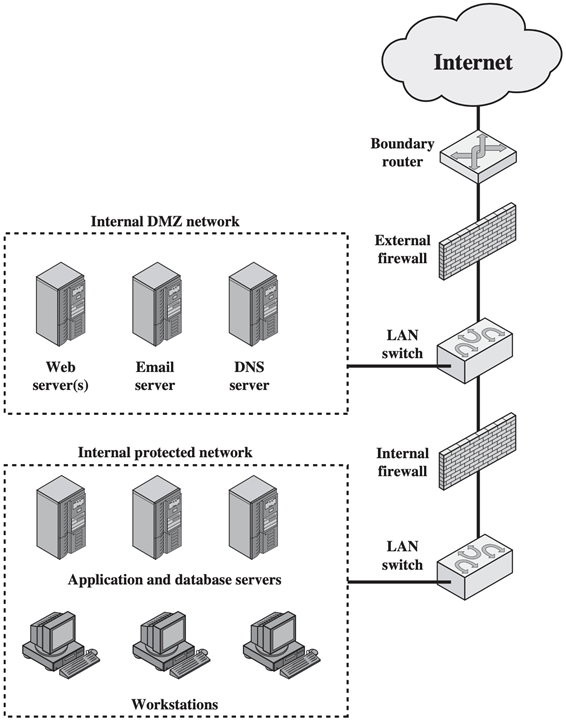 Internet
Boundary
router
Internal DMZ network
External
firewall
Web
server(s)
Email
server
DNS
server
LAN
switch
Internal protected network
Internal
firewall
Application and database servers
LAN
switch
Workstations